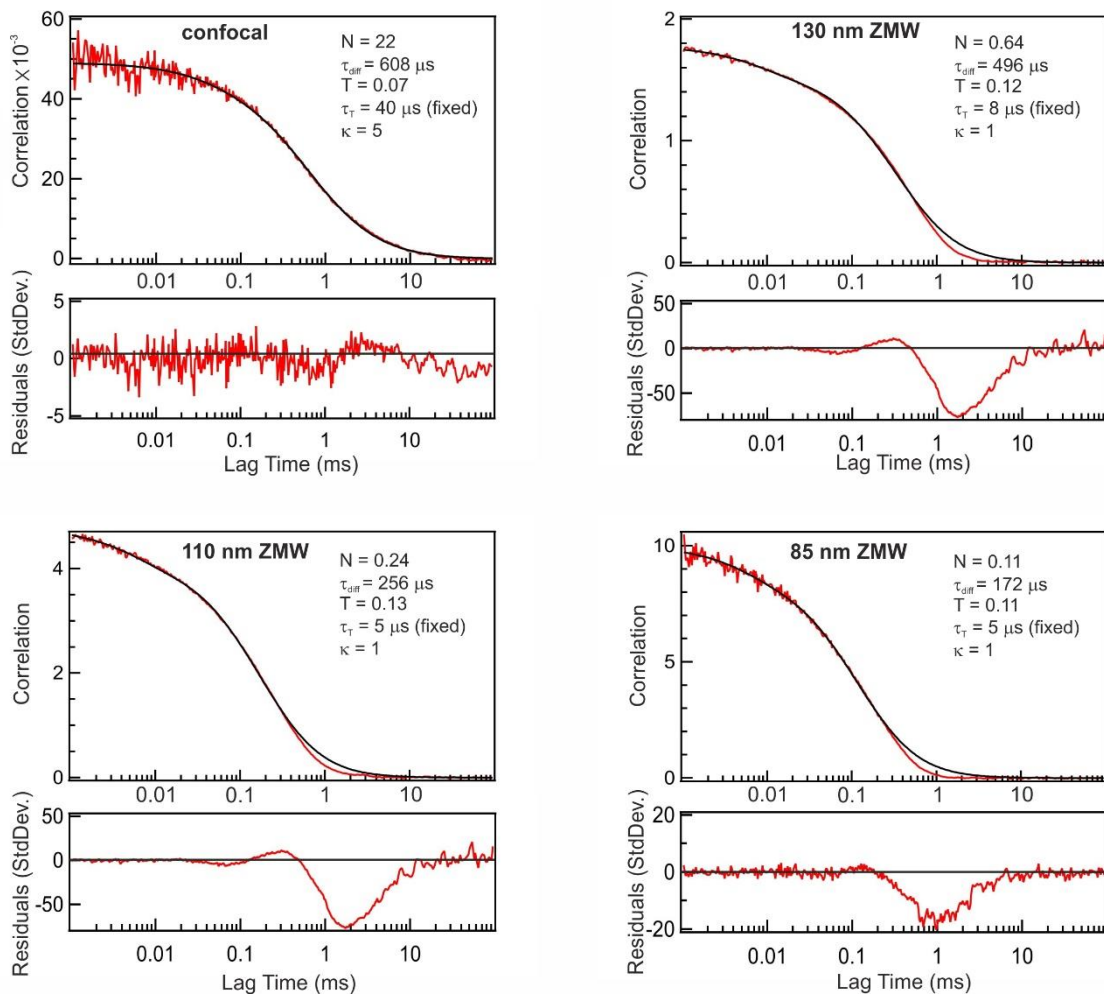 confocal
N = 22
τdiff = 608 μs
T = 0.07
τT = 40 μs (fixed)
κ = 5
Correlation x10-3
60
40
20
0
0.01 0.1 1 10
Residuals (StdDev.)
5
0
-5
0.01 0.1 1 10
Lag Time (ms)
130 nm ZMW
N = 0.64
τdiff = 496 μs
T = 0.12
τT = 8 μs (fixed)
κ = 1
Correlation
2
1
0
0.01 0.1 1 10
Residuals (StdDev.)
50
0
-50
0.01 0.1 1 10
Lag Time (ms)
110 nm ZMW
N = 0.24
τdiff = 256 μs
T = 0.13
τT = 5 μs (fixed)
κ = 1
Correlation
4
2
0
0.01 0.1 1 10
Residuals (StdDev.)
50
0
-50
0.01 0.1 1 10
Lag Time (ms)
85 nm ZMW
N = 0.11
τdiff = 172 μs
T = 0.11
τT = 5 μs (fixed)
κ = 1
Correlation
10
5
0
0.01 0.1 1 10
Residuals (StdDev.)
20
0
-20
0.01 0.1 1 10
Lag Time (ms)